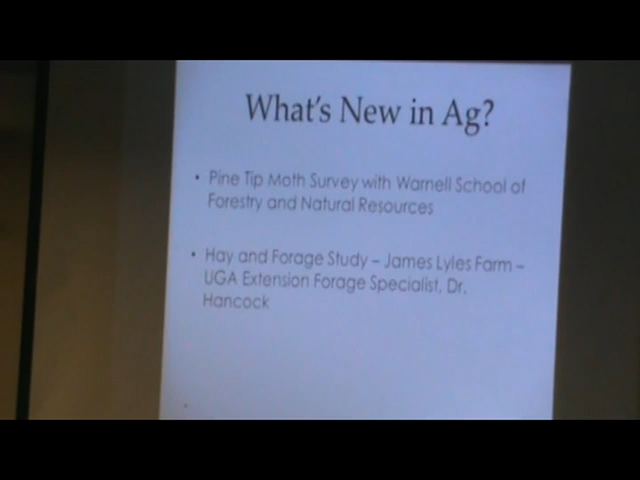 What's New in Ag?
• Pine Tip Moth Survey with Warnell School of
Forestry and Natural Resources
• Hay and Forage Study – James Lyles Farm –
UGA Extension Forage Specialist, Dr.
Hancock